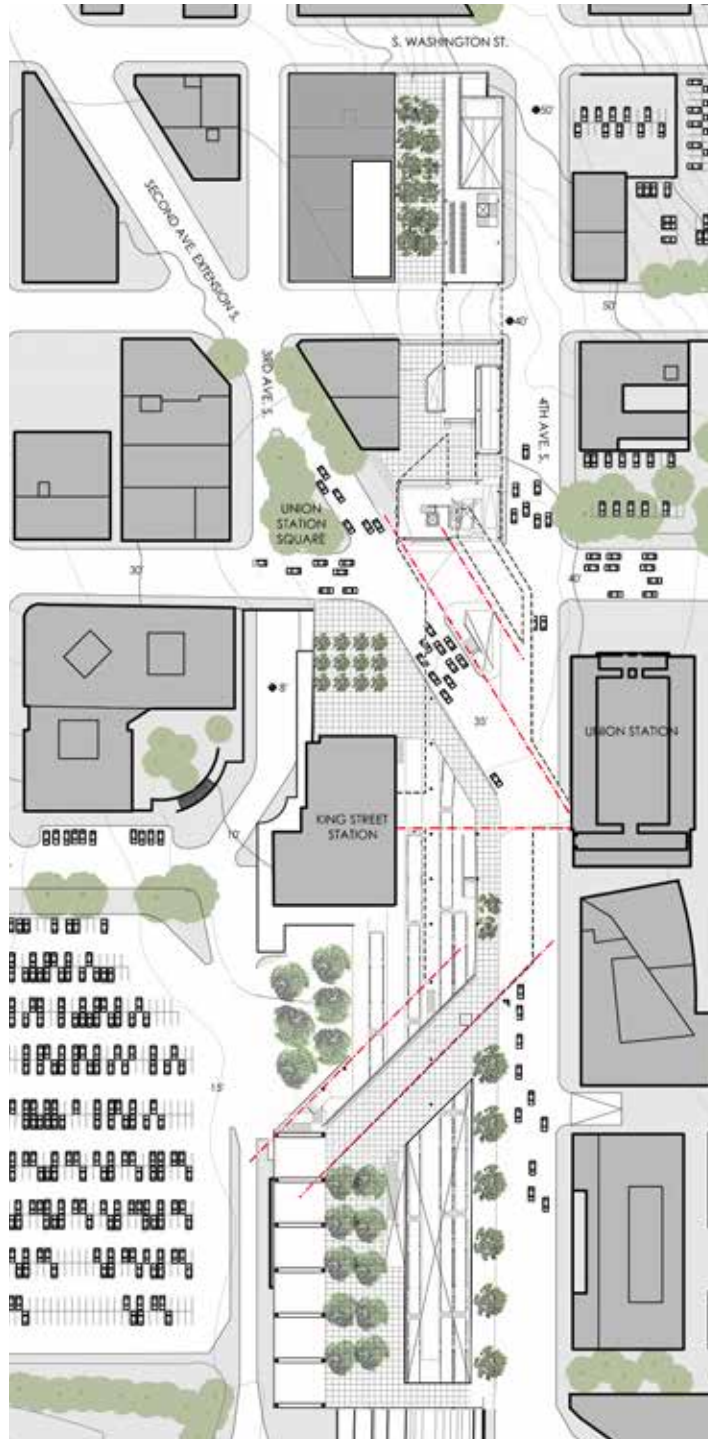 S. WASHINGTON ST.
50'
SECOND AVE. EXTENSION S.
50'
40'
3RD AVE. S.
4TH AVE. S.
UNION
STATION
SQUARE
30'
40'
8'
35'
UNION STATION
KING STREET
STATION
10'
15'